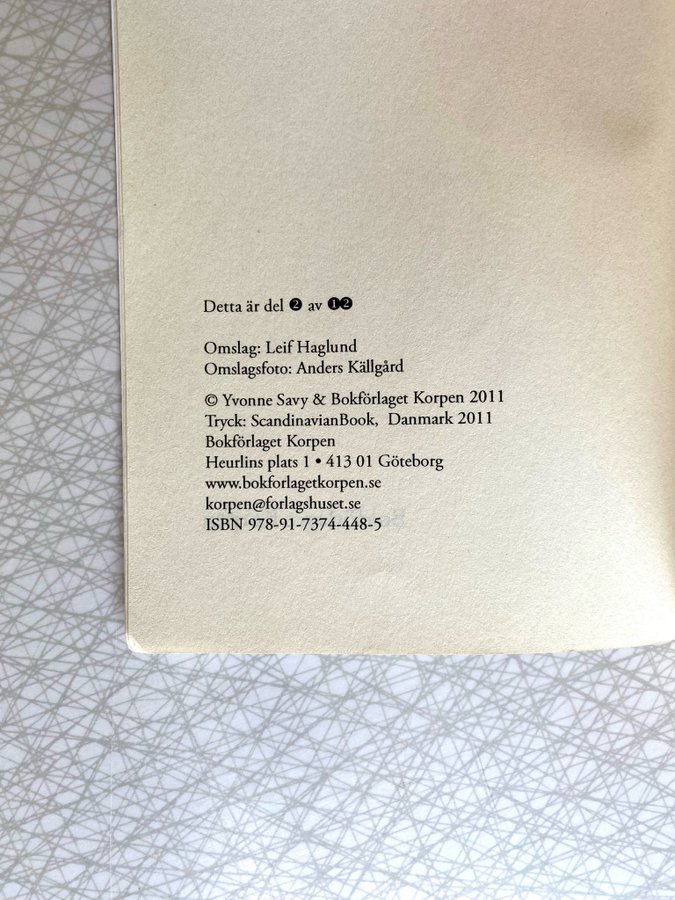 Detta är del ❷ av ❶❷
Omslag: Leif Haglund
Omslagsfoto: Anders Källgård
© Yvonne Savy & Bokförlaget Korpen 2011
Tryck: ScandinavianBook, Danmark 2011
Bokförlaget Korpen
Heurlins plats 1 • 413 01 Göteborg
www.bokforlagetkorpen.se
korpen@forlagshuset.se
ISBN 978-91-7374-448-5